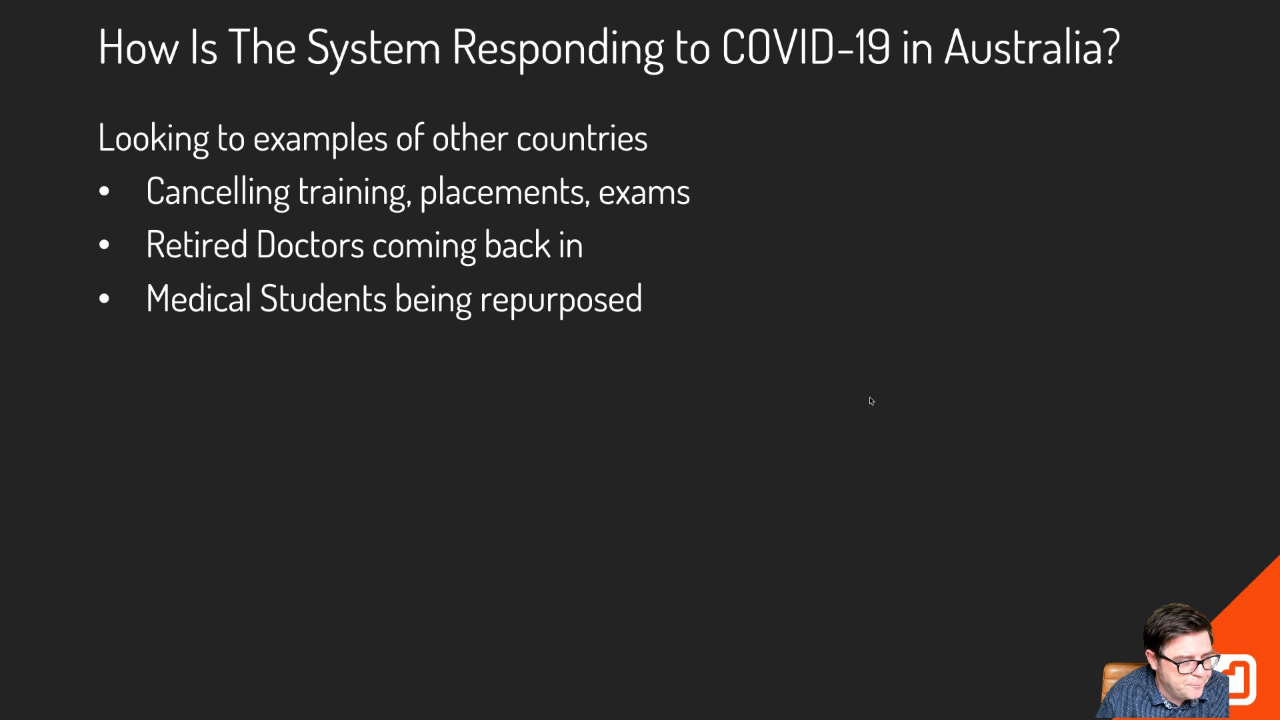 How Is The System Responding to COVID-19 in Australia?
Looking to examples of other countries
• Cancelling training, placements, exams
• Retired Doctors coming back in
• Medical Students being repurposed